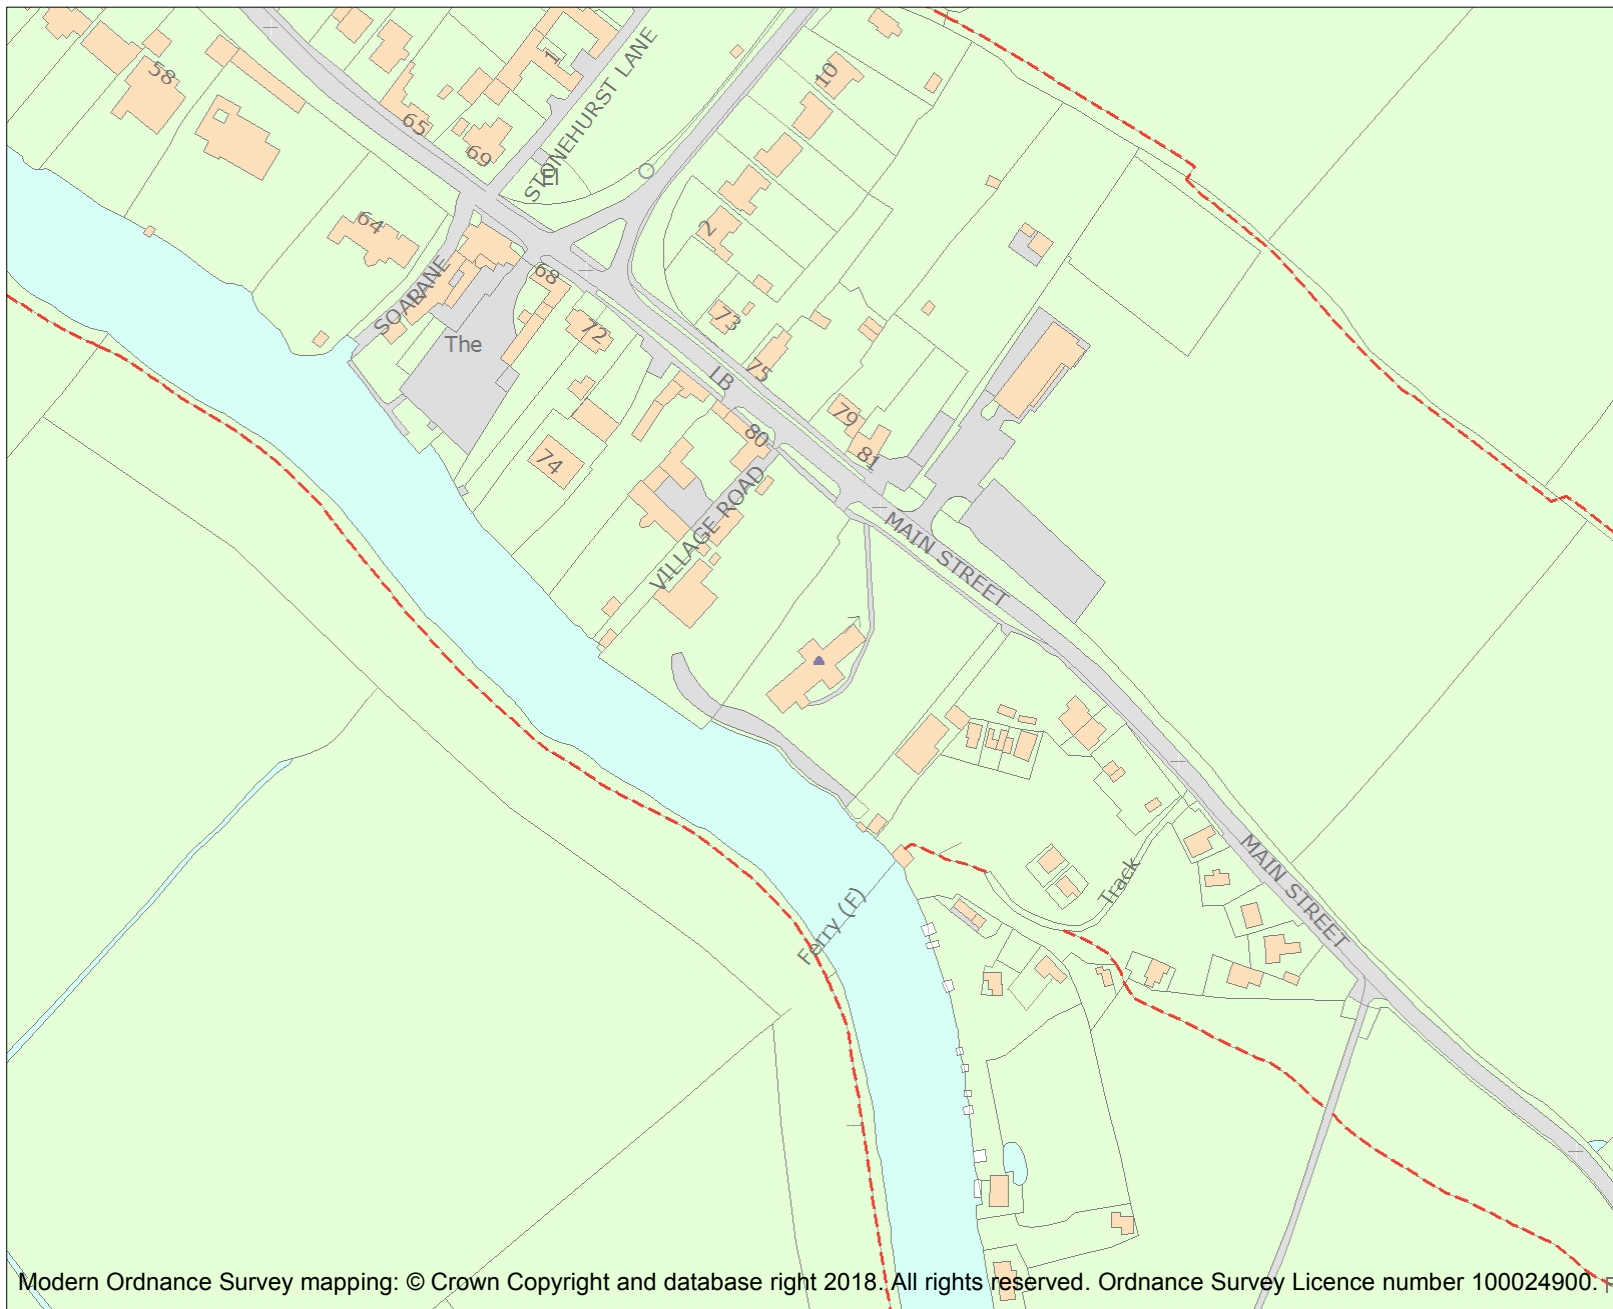 1
58
10
65
69
STONEHURST LANE
El
64
2
68
SOAR LANE
The
72
73
75
LB
79
80
81
74
VILLAGE ROAD
MAIN STREET
MAIN STREET
Track
Ferry (F)
Modern Ordnance Survey mapping: © Crown Copyright and database right 2018. All rights reserved. Ordnance Survey Licence number 100024900.